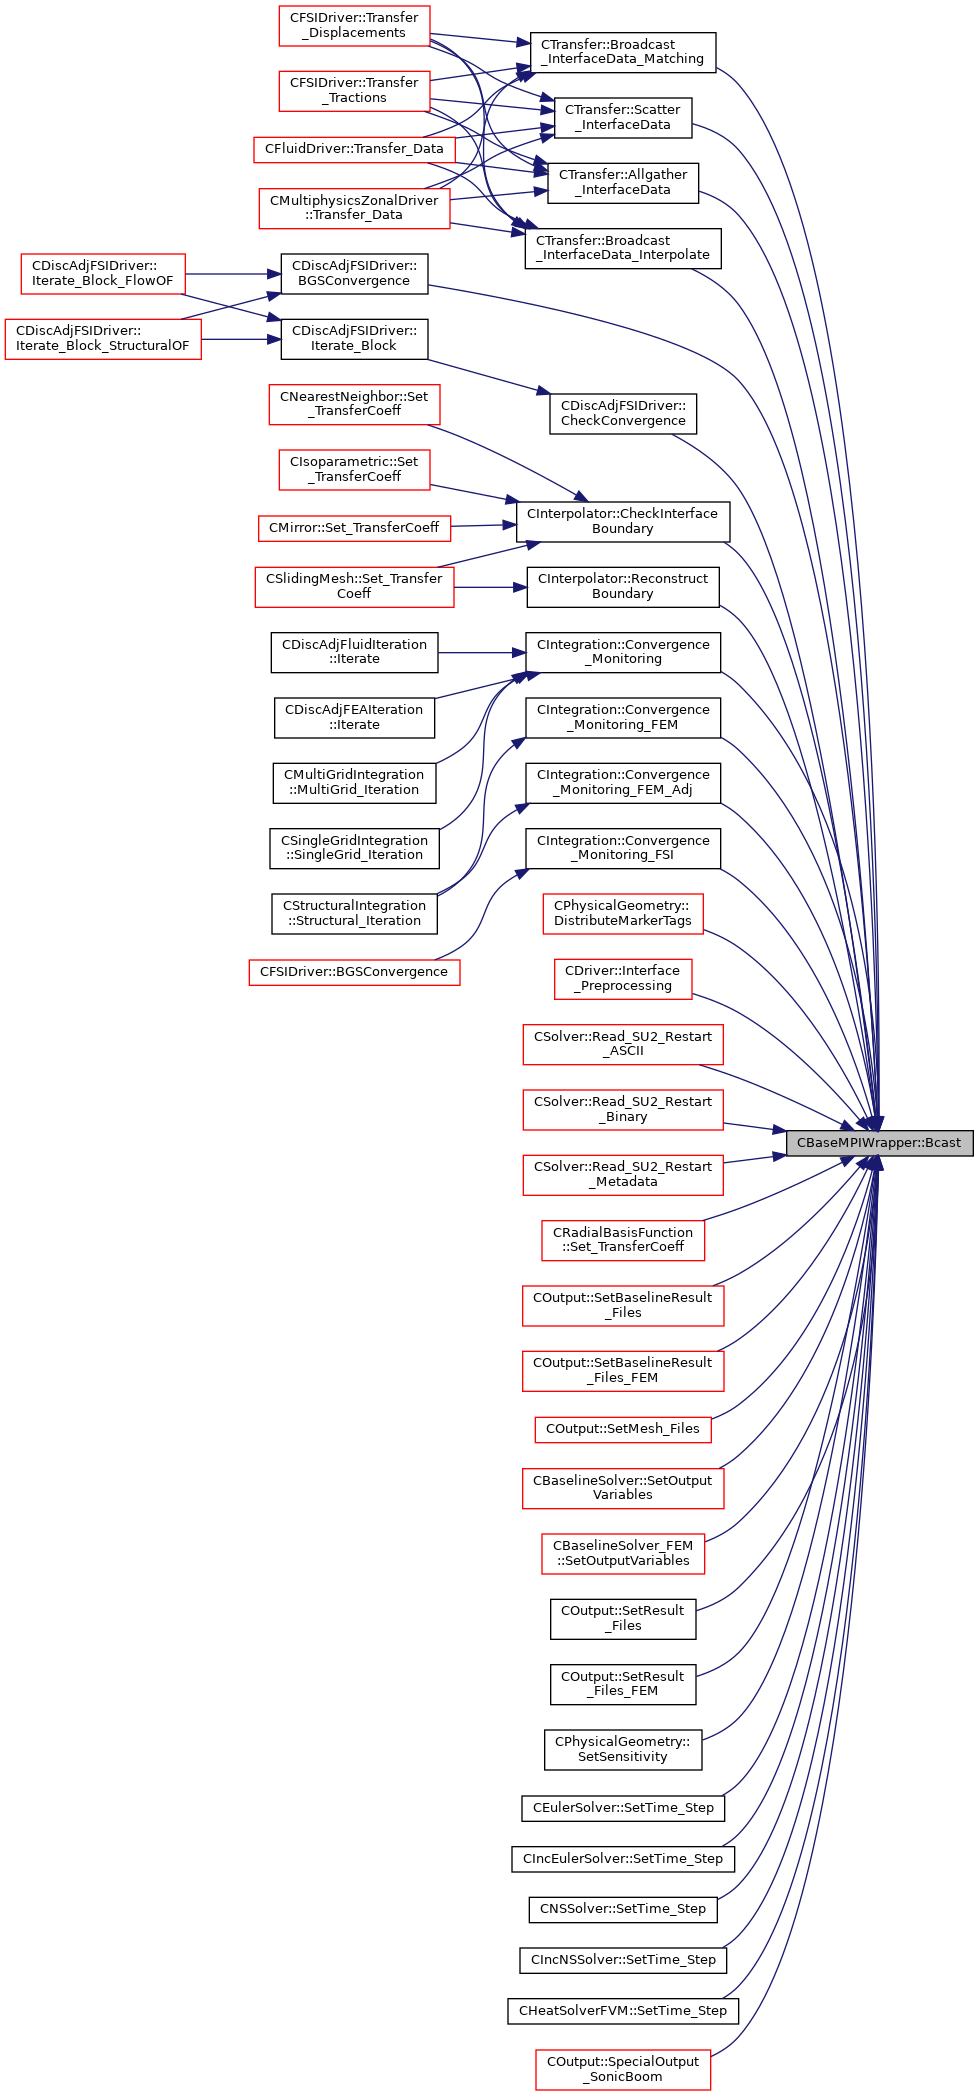 CFSIDriver::Transfer
_Displacements
CTransfer::Broadcast
_InterfaceData_Matching
CFSIDriver::Transfer
_Tractions
CTransfer::Scatter
_InterfaceData
CFluidDriver::Transfer_Data
CTransfer::Allgather
_InterfaceData
CMultiphysicsZonalDriver
::Transfer_Data
CTransfer::Broadcast
_InterfaceData_Interpolate
CDiscAdjFSIDriver::
Iterate_Block_FlowOF
CDiscAdjFSIDriver::
BGSConvergence
CDiscAdjFSIDriver::
Iterate_Block_StructuralOF
CDiscAdjFSIDriver::
Iterate_Block
CNearestNeighbor::Set
_TransferCoeff
CDiscAdjFSIDriver::
CheckConvergence
CIsoparametric::Set
_TransferCoeff
CMirror::Set_TransferCoeff
CInterpolator::CheckInterface
Boundary
CSlidingMesh::Set_Transfer
Coeff
CInterpolator::Reconstruct
Boundary
CDiscAdjFluidIteration
::Iterate
CIntegration::Convergence
_Monitoring
CDiscAdjFEAIteration
::Iterate
CIntegration::Convergence
_Monitoring_FEM
CMultiGridIntegration
::MultiGrid_Iteration
CIntegration::Convergence
_Monitoring_FEM_Adj
CSingleGridIntegration
::SingleGrid_Iteration
CIntegration::Convergence
_Monitoring_FSI
CStructuralIntegration
::Structural_Iteration
CPhysicalGeometry::
DistributeMarkerTags
CFSIDriver::BGSConvergence
CDriver::Interface
_Preprocessing
CSolver::Read_SU2_Restart
_ASCII
CSolver::Read_SU2_Restart
_Binary
CBaseMPIWrapper::Bcast
CSolver::Read_SU2_Restart
_Metadata
CRadialBasisFunction
::Set_TransferCoeff
COutput::SetBaselineResult
_Files
COutput::SetBaselineResult
_Files_FEM
COutput::SetMesh_Files
CBaselineSolver::SetOutput
Variables
CBaselineSolver_FEM
::SetOutputVariables
COutput::SetResult
_Files
COutput::SetResult
_Files_FEM
CPhysicalGeometry::
SetSensitivity
CEulerSolver::SetTime_Step
CIncEulerSolver::SetTime_Step
CNSSolver::SetTime_Step
CIncNSSolver::SetTime_Step
CHeatSolverFVM::SetTime_Step
COutput::SpecialOutput
_SonicBoom